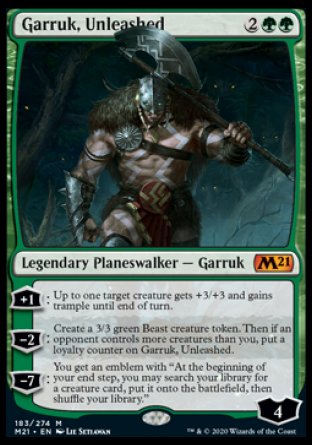 Garruk, Unleashed 2
Legendary Planeswalker — Garruk M21
+1: Up to one target creature gets +3/+3 and gains
trample until end of turn.
−2: Create a 3/3 green Beast creature token. Then if an
opponent controls more creatures than you, put a
loyalty counter on Garruk, Unleashed.
−7: You get an emblem with “At the beginning of
your end step, you may search your library for
a creature card, put it onto the battlefield, then
shuffle your library.”
4
183/274 M
M21 • EN Lie Setiawan ™ & © 2020 Wizards of the Coast